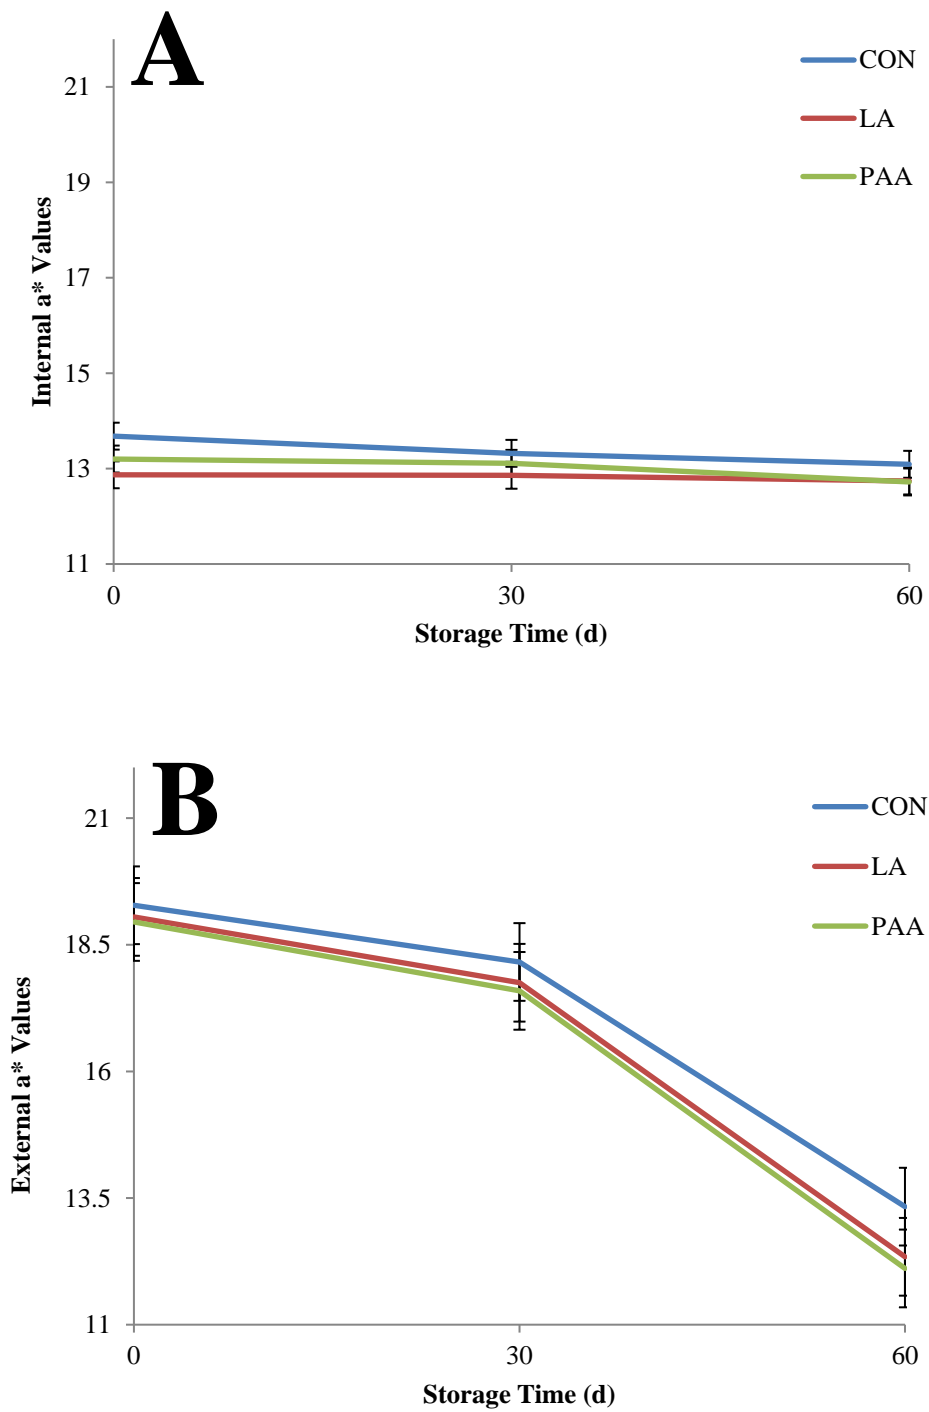 A
CON
LA
PAA
21
19
17
15
13
11
Internal a* Values
0
30
60
Storage Time (d)
B
CON
LA
PAA
21
18.5
16
13.5
11
External a* Values
0
30
60
Storage Time (d)